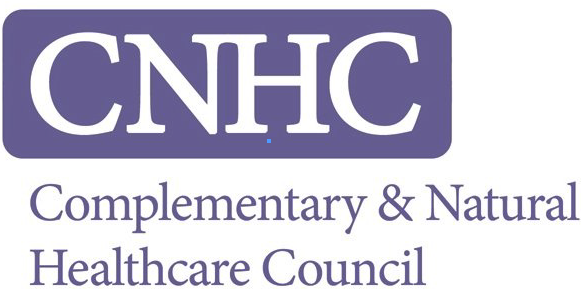 CNHC
Complementary & Natural
Healthcare Council